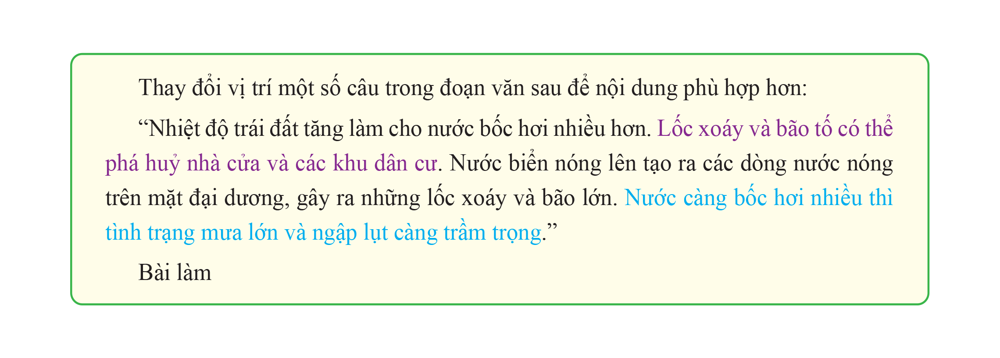 Thay đổi vị trí một số câu trong đoạn văn sau để nội dung phù hợp hơn:
“Nhiệt độ trái đất tăng làm cho nước bốc hơi nhiều hơn. Lốc xoáy và bão tố có thể
phá huỷ nhà cửa và các khu dân cư. Nước biển nóng lên tạo ra các dòng nước nóng
trên mặt đại dương, gây ra những lốc xoáy và bão lớn. Nước càng bốc hơi nhiều thì
tình trạng mưa lớn và ngập lụt càng trầm trọng.”
Bài làm